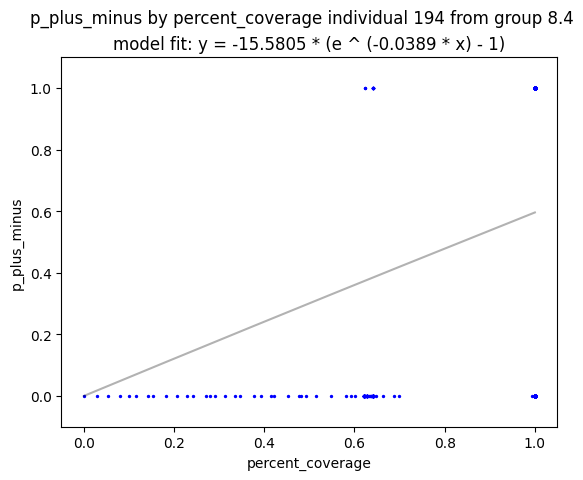 p_plus_minus by percent_coverage individual 194 from group 8.4
model fit: y = -15.5805 * (e ^ (-0.0389 * x) - 1)
1.0
0.8
0.6
0.4
0.2
0.0
p_plus_minus
0.0 0.2 0.4 0.6 0.8 1.0
percent_coverage